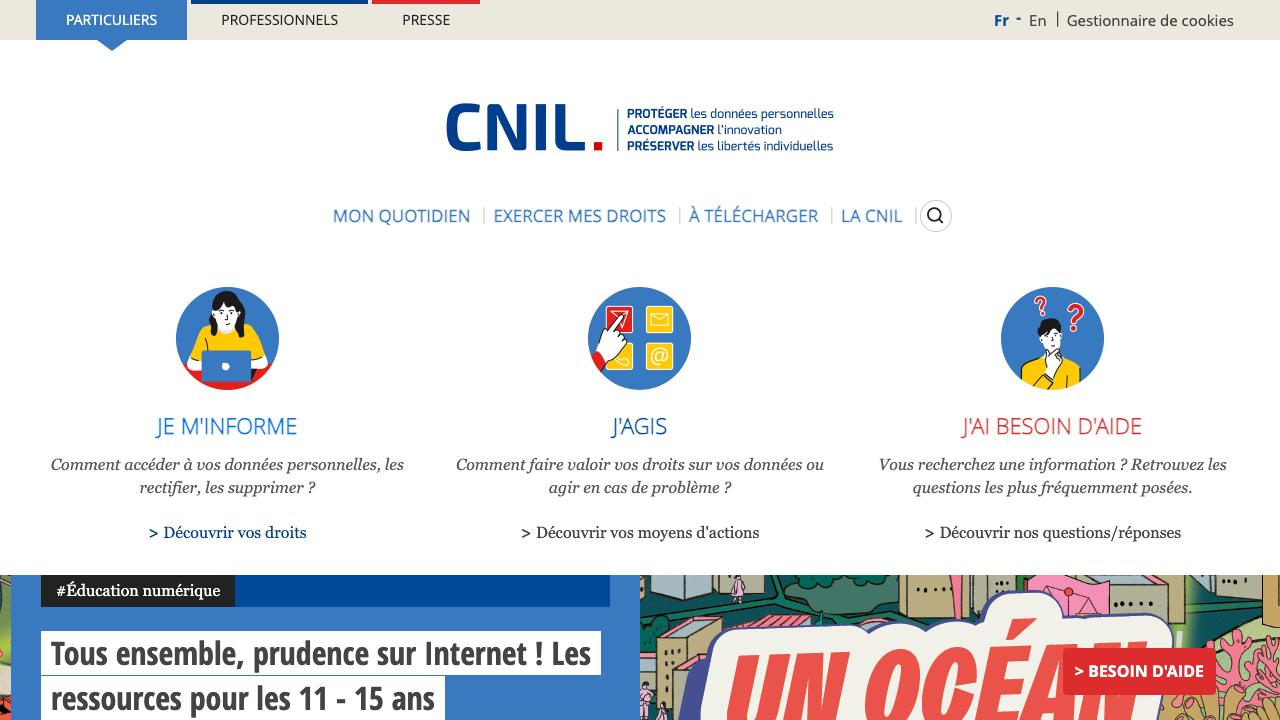 PARTICULIERS
PROFESSIONNELS
PRESSE
Fr - En | Gestionnaire de cookies
CNIL.
PROTÉGER les données personnelles
ACCOMPAGNER l'innovation
PRÉSERVER les libertés individuelles
MON QUOTIDIEN
EXERCER MES DROITS
À TÉLÉCHARGER
LA CNIL
JE M'INFORME
Comment accéder à vos données personnelles, les
rectifier, les supprimer ?
> Découvrir vos droits
J'AGIS
Comment faire valoir vos droits sur vos données ou
agir en cas de problème ?
> Découvrir vos moyens d'actions
J'AI BESOIN D'AIDE
Vous recherchez une information ? Retrouvez les
questions les plus fréquemment posées.
> Découvrir nos questions/réponses
#Éducation numérique
Tous ensemble, prudence sur Internet ! Les
ressources pour les 11 - 15 ans
UN OCÉAN
> BESOIN D'AIDE